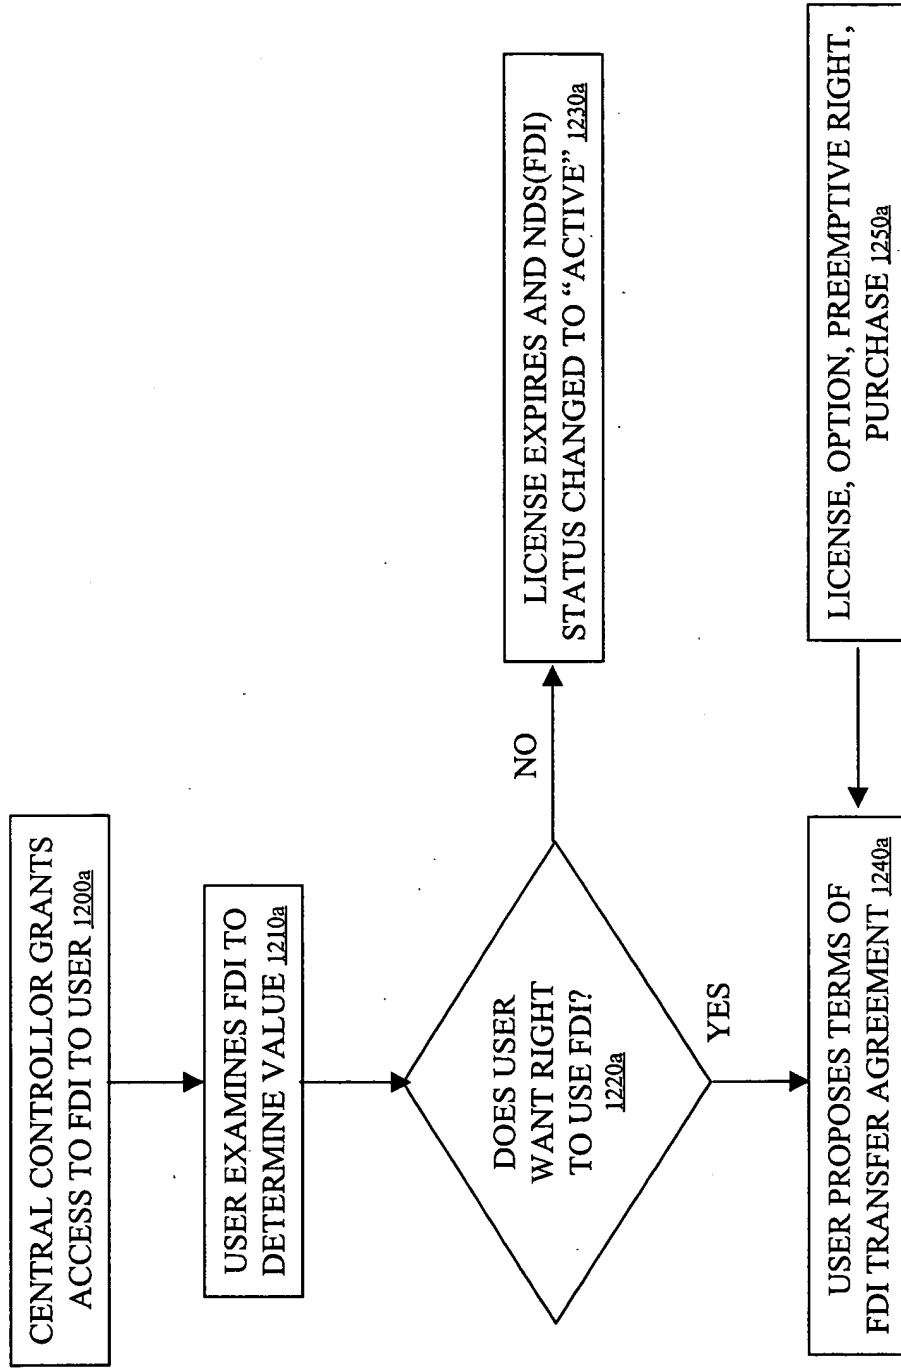 CENTRAL CONTROLLOR GRANTS
ACCESS TO FDI TO USER 1200a
USER EXAMINES FDI TO
DETERMINE VALUE 1210a
DOES USER
WANT RIGHT
TO USE FDI?
1220a
NO
LICENSE EXPIRES AND NDS(FDI)
STATUS CHANGED TO “ACTIVE” 1230a
YES
USER PROPOSES TERMS OF
FDI TRANSFER AGREEMENT 1240a
LICENSE, OPTION, PREEMPTIVE RIGHT,
PURCHASE 1250a